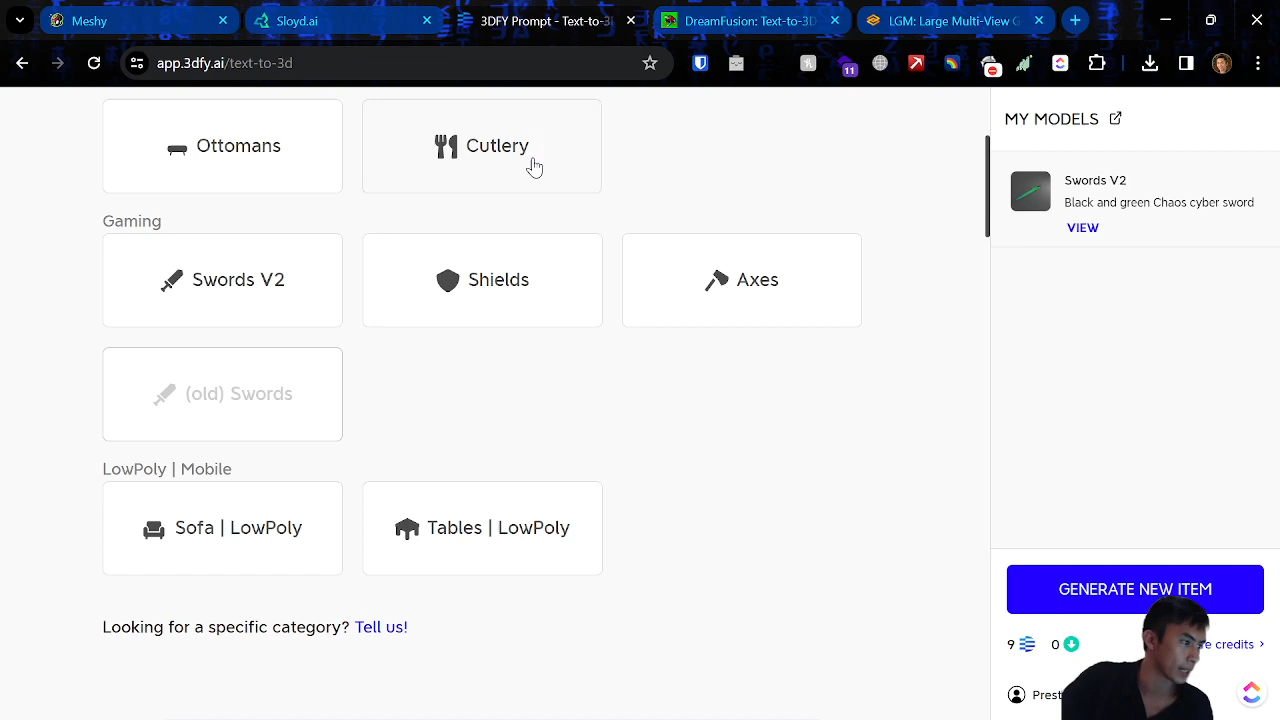 Meshy
Sloyd.ai
3DFY Prompt - Text-to-3
DreamFusion: Text-to-3D
LGM: Large Multi-View G
app.3dfy.ai/text-to-3d
11
Ottomans
Cutlery
Gaming
Swords V2
Shields
Axes
(old) Swords
LowPoly | Mobile
Sofa | LowPoly
Tables | LowPoly
Looking for a specific category? Tell us!
MY MODELS
Swords V2
Black and green Chaos cyber sword
VIEW
GENERATE NEW ITEM
9
0
e credits
Prest